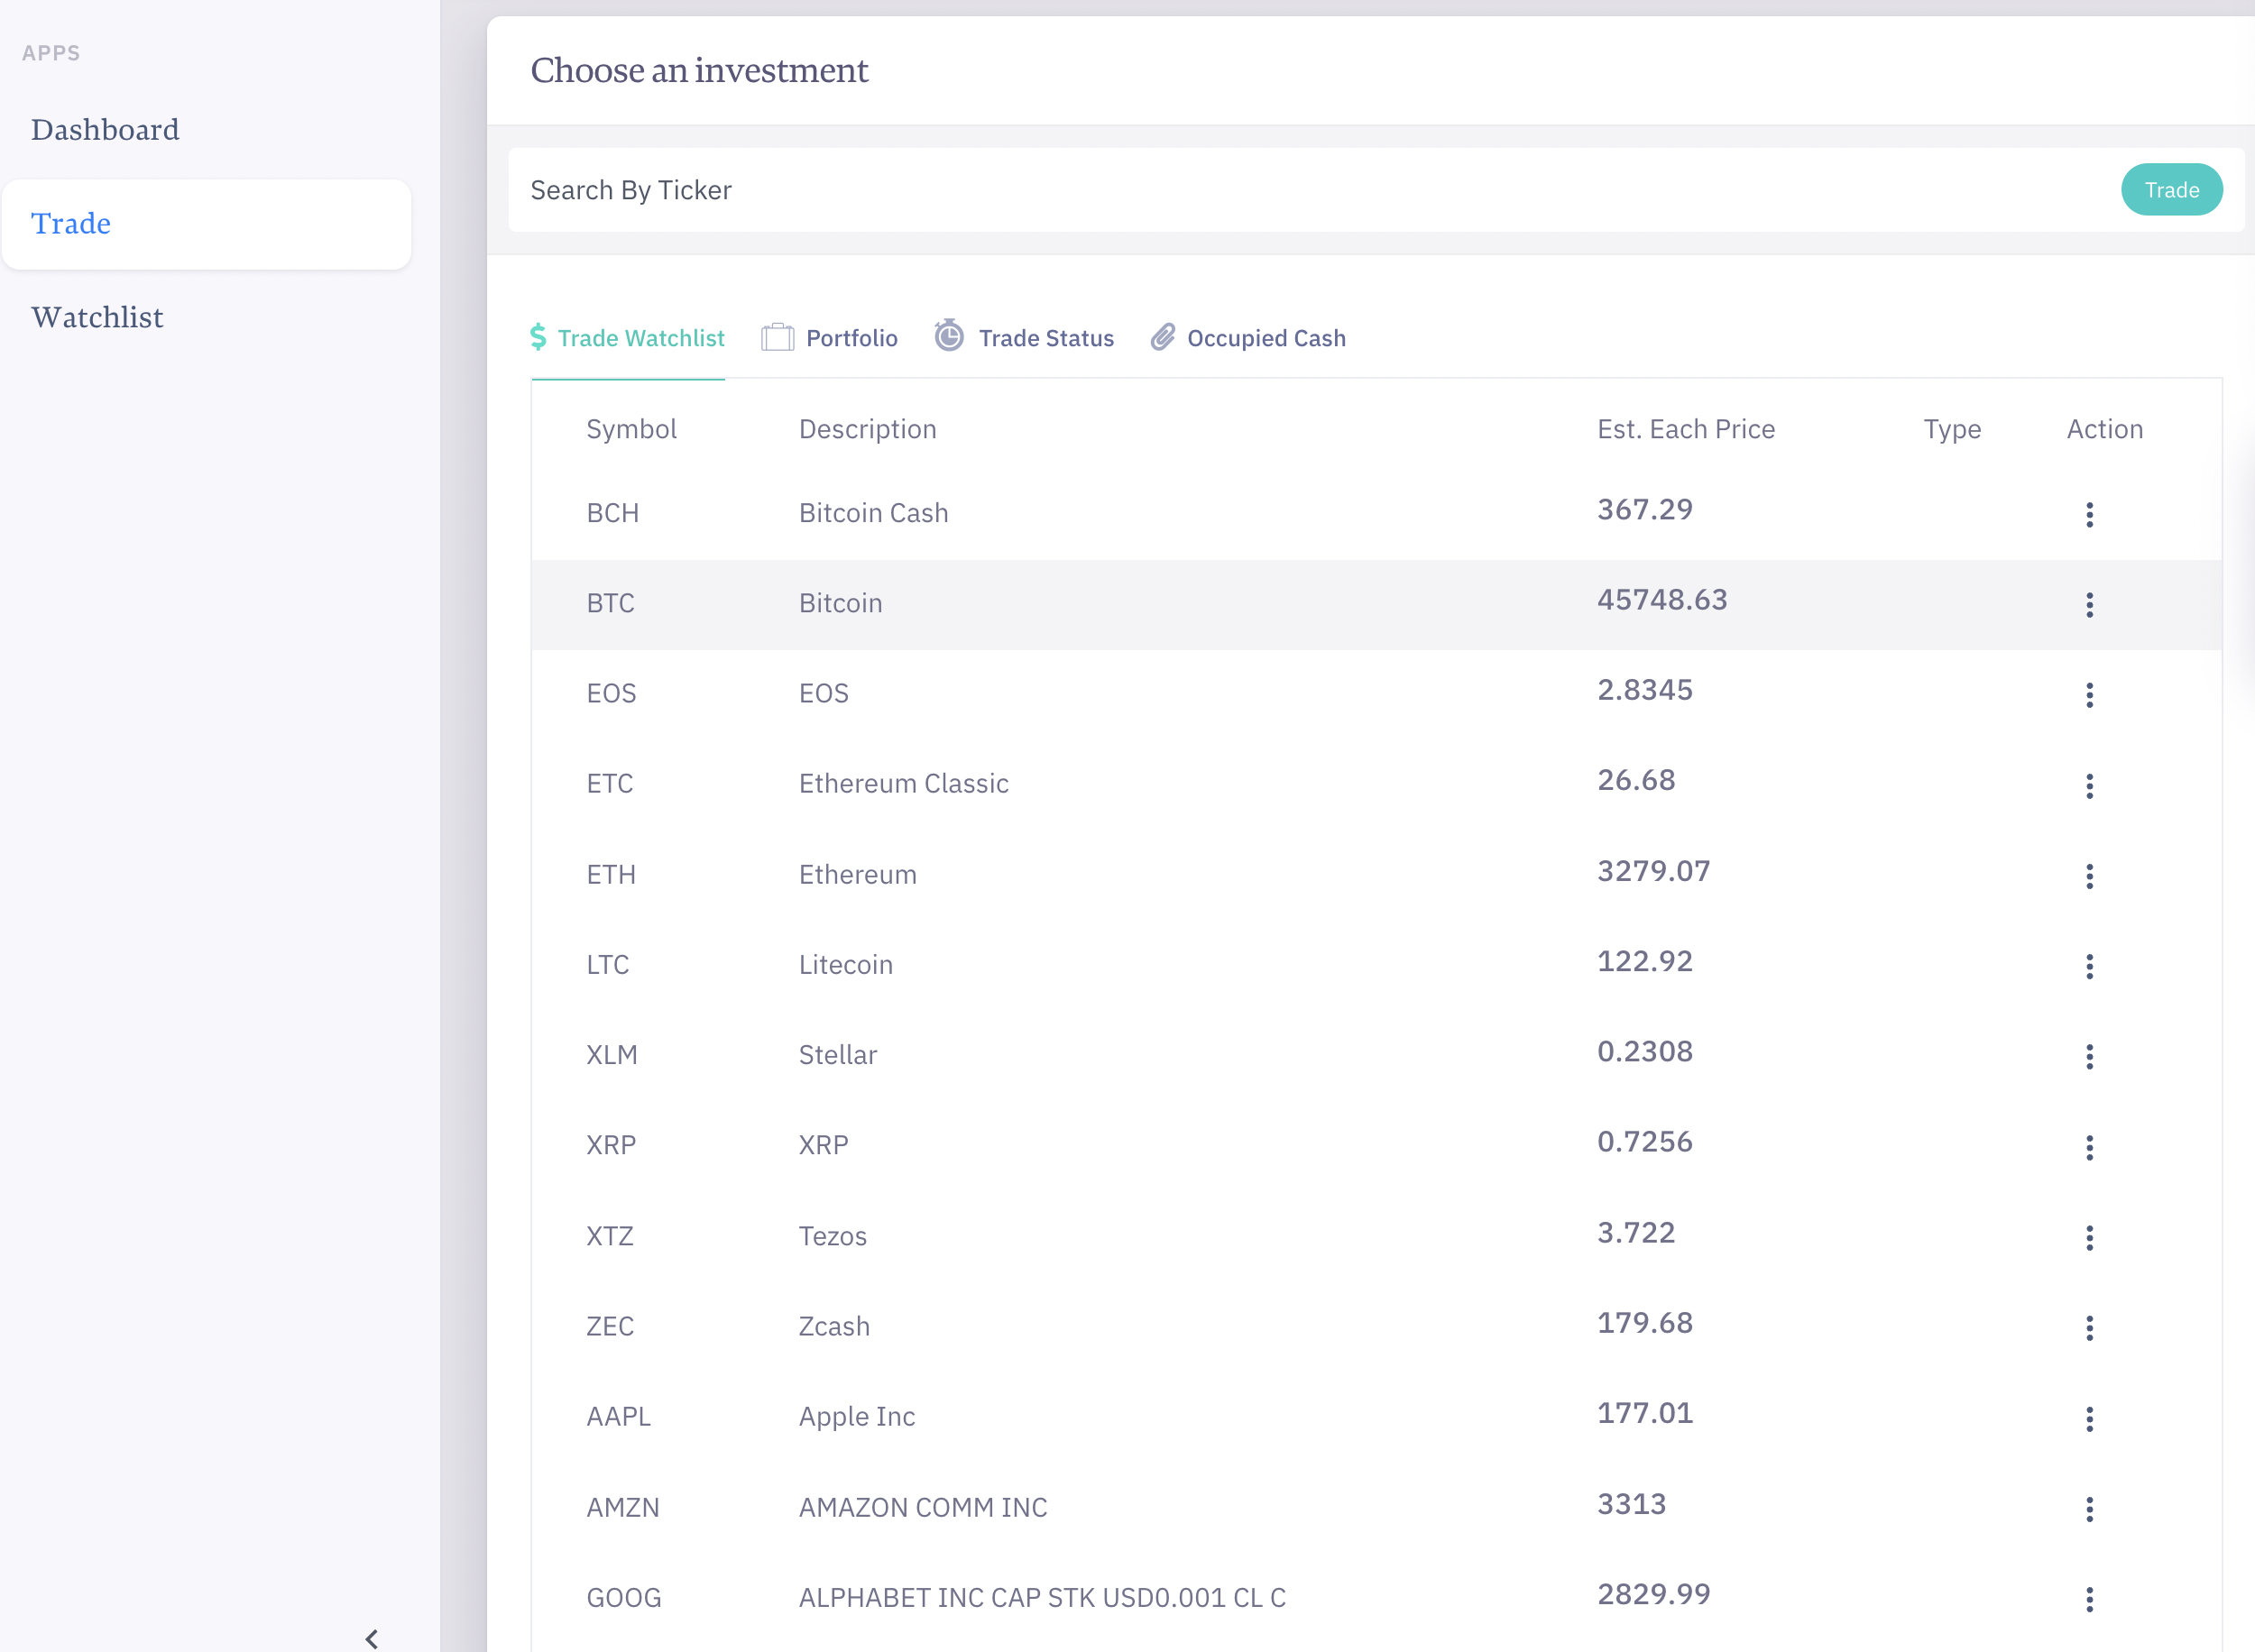 APPS
Dashboard
Trade
Watchlist
Choose an investment
Search By Ticker Trade
Trade Watchlist Portfolio Trade Status Occupied Cash
Symbol Description Est. Each Price Type Action
BCH Bitcoin Cash 367.29
BTC Bitcoin 45748.63
EOS EOS 2.8345
ETC Ethereum Classic 26.68
ETH Ethereum 3279.07
LTC Litecoin 122.92
XLM Stellar 0.2308
XRP XRP 0.7256
XTZ Tezos 3.722
ZEC Zcash 179.68
AAPL Apple Inc 177.01
AMZN AMAZON COMM INC 3313
GOOG ALPHABET INC CAP STK USD0.001 CL C 2829.99